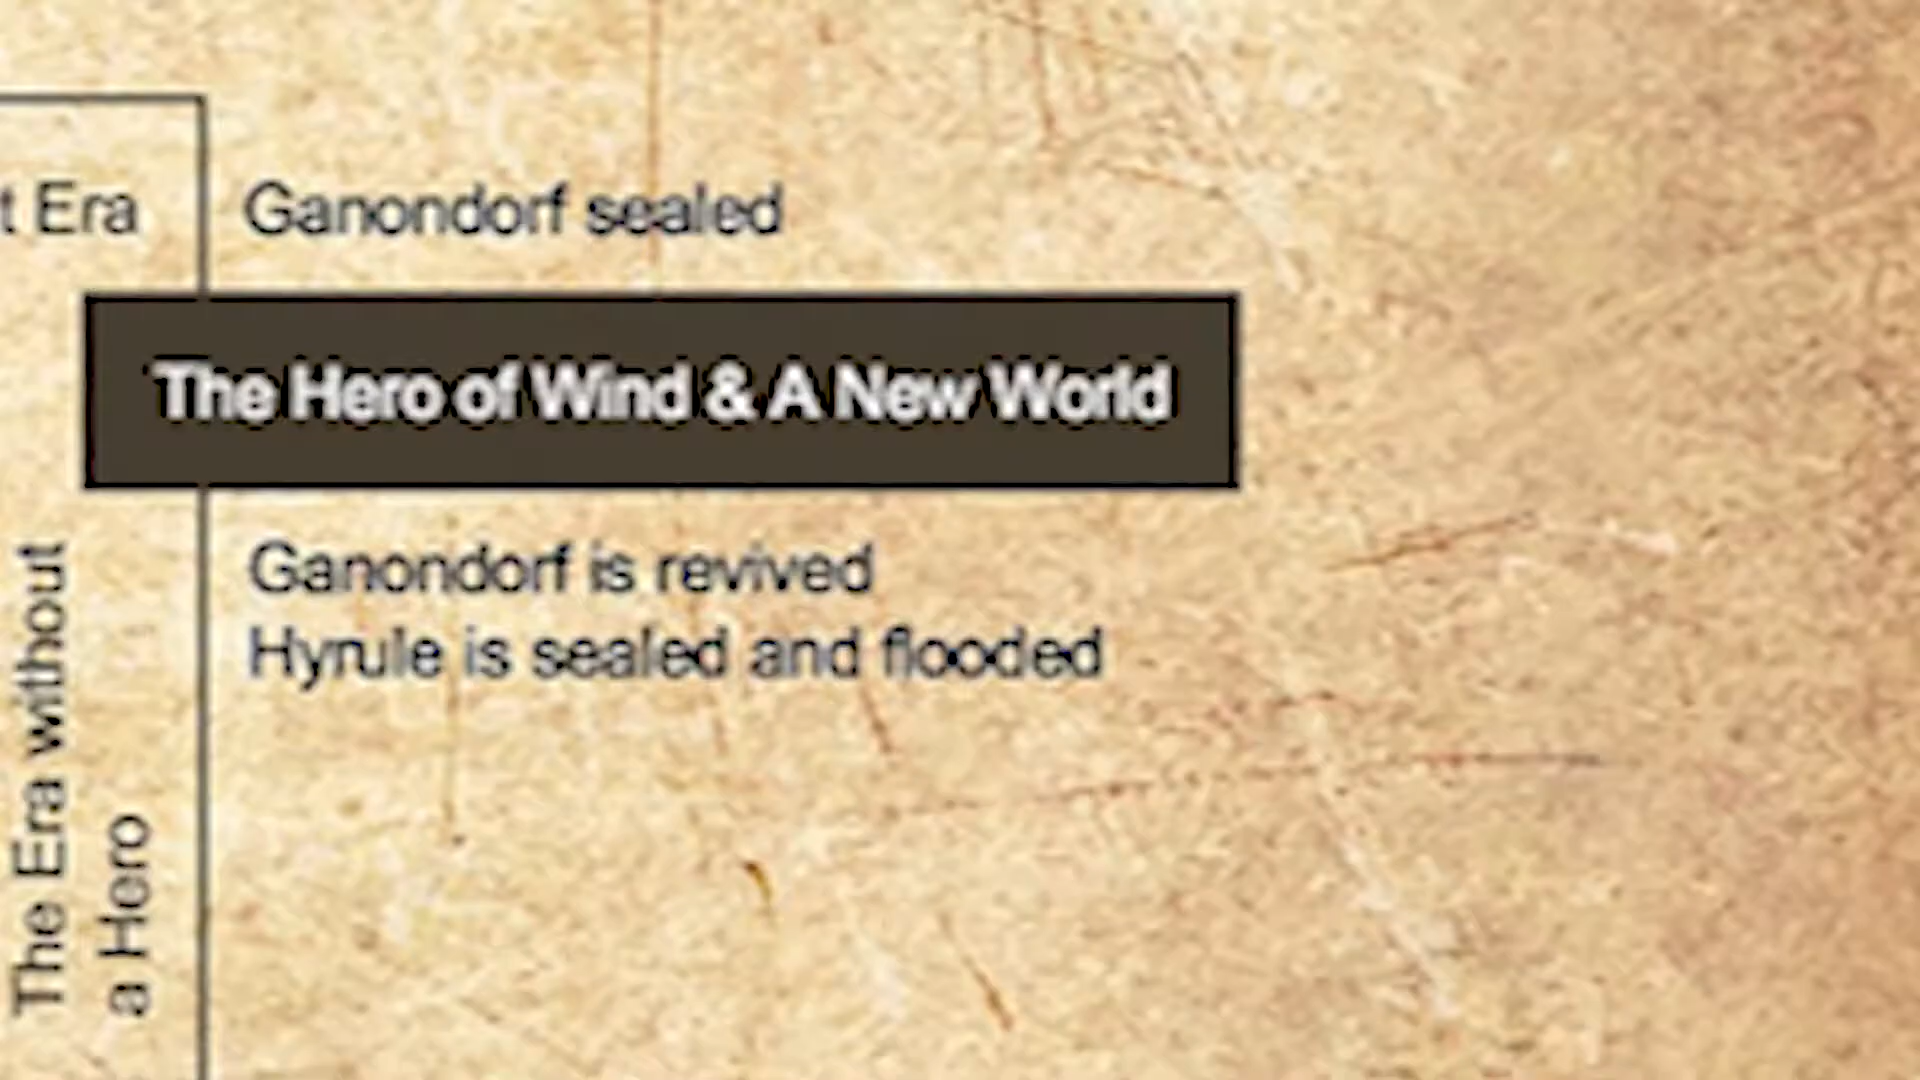 t Era
Ganondorf sealed
The Hero of Wind & A New World
Ganondorf is revived
Hyrule is sealed and flooded
The Era without
a Hero